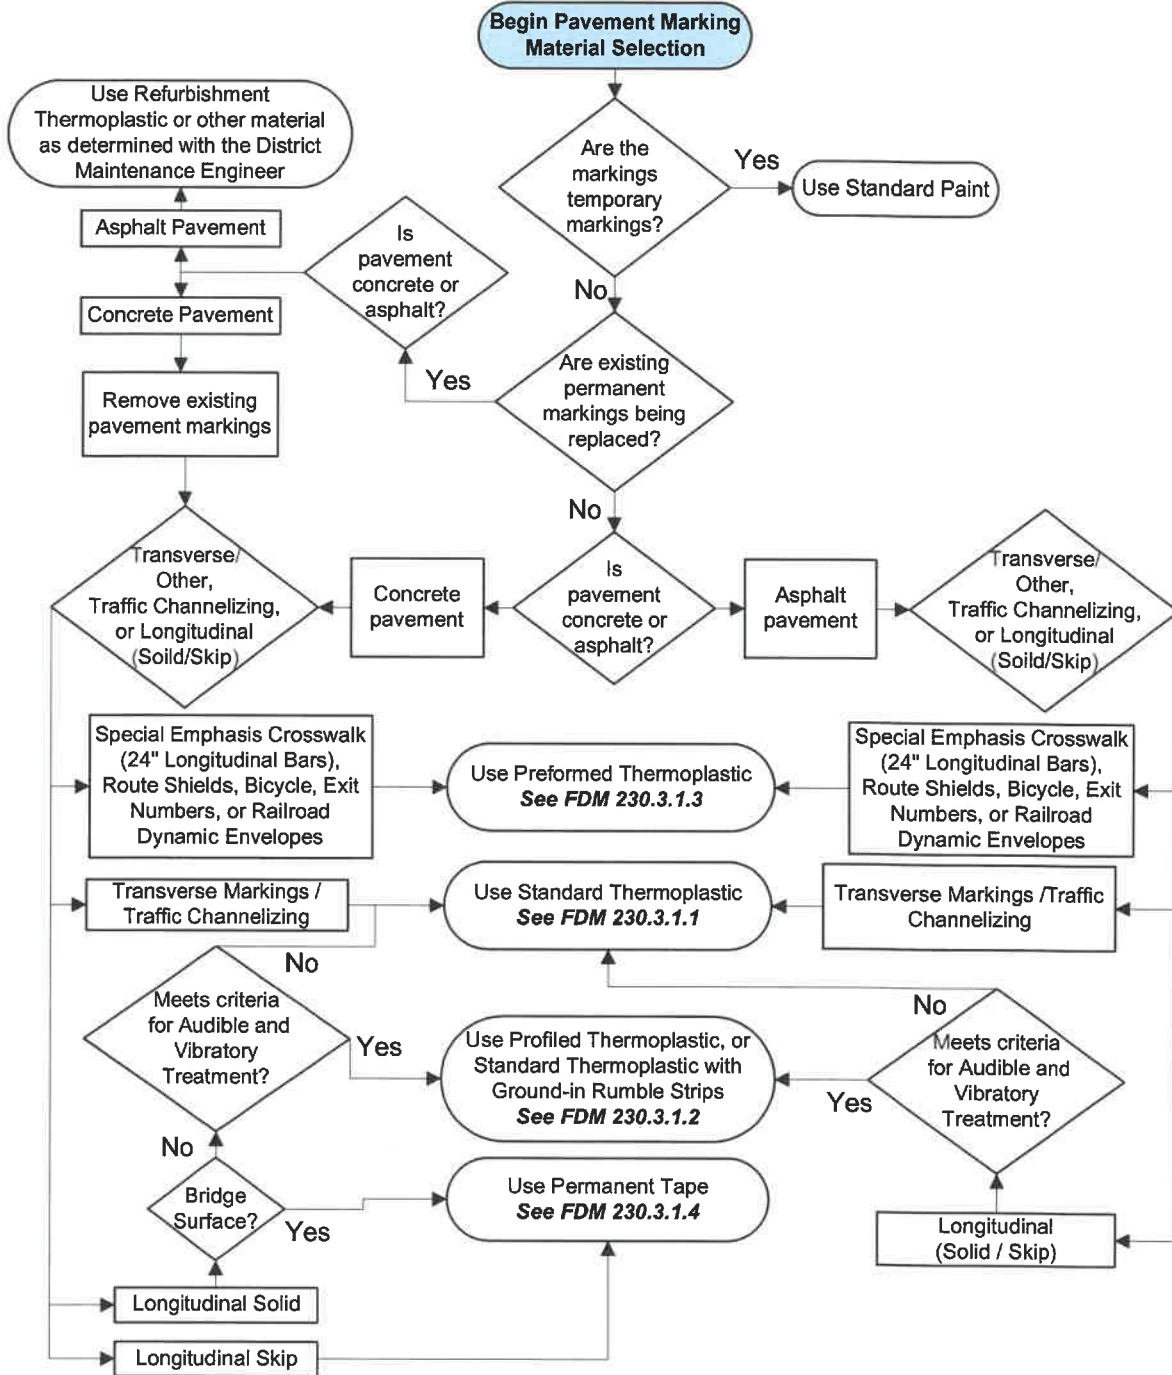 Begin Pavement Marking
Material Selection
Use Refurbishment
Thermoplastic or other material
as determined with the District
Maintenance Engineer
Are the
markings
temporary
markings?
Yes
Use Standard Paint
Asphalt Pavement
Is
pavement
concrete or
asphalt?
No
Concrete Pavement
Are existing
permanent
markings being
replaced?
Yes
Remove existing
pavement markings
No
Transverse/
Other,
Traffic Channelizing,
or Longitudinal
(Soild/Skip)
Concrete
pavement
Is
pavement
concrete or
asphalt?
Asphalt
pavement
Transverse/
Other,
Traffic Channelizing,
or Longitudinal
(Soild/Skip)
Special Emphasis Crosswalk
(24" Longitudinal Bars),
Route Shields, Bicycle, Exit
Numbers, or Railroad
Dynamic Envelopes
Use Preformed Thermoplastic
See FDM 230.3.1.3
Special Emphasis Crosswalk
(24" Longitudinal Bars),
Route Shields, Bicycle, Exit
Numbers, or Railroad
Dynamic Envelopes
Transverse Markings /
Traffic Channelizing
Use Standard Thermoplastic
See FDM 230.3.1.1
Transverse Markings /Traffic
Channelizing
No
Meets criteria
for Audible and
Vibratory
Treatment?
Yes
Use Profiled Thermoplastic, or
Standard Thermoplastic with
Ground-in Rumble Strips
See FDM 230.3.1.2
No
Meets criteria
for Audible and
Vibratory
Treatment?
Yes
No
Bridge
Surface?
Yes
Use Permanent Tape
See FDM 230.3.1.4
Longitudinal
(Solid / Skip)
Longitudinal Solid
Longitudinal Skip